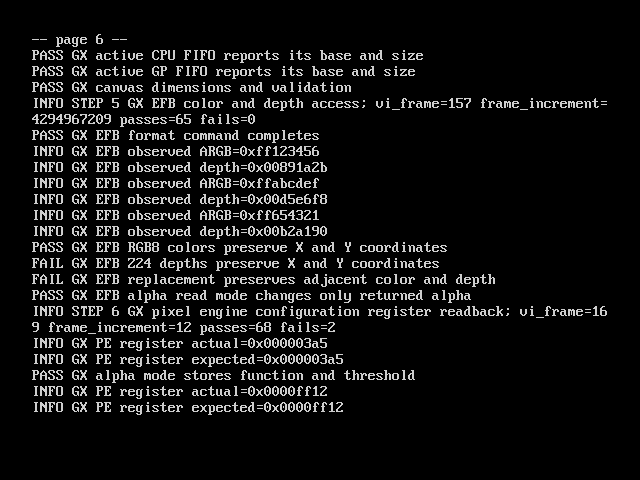 -- page 6 --
PASS GX active CPU FIFO reports its base and size
PASS GX active GP FIFO reports its base and size
PASS GX canvas dimensions and validation
INFO STEP 5 GX EFB color and depth access; vi_frame=157 frame_increment=
4294967209 passes=65 fails=0
PASS GX EFB format command completes
INFO GX EFB observed ARGB=0xff123456
INFO GX EFB observed depth=0x00891a2b
INFO GX EFB observed ARGB=0xffabcdef
INFO GX EFB observed depth=0x00d5e6f8
INFO GX EFB observed ARGB=0xff654321
INFO GX EFB observed depth=0x00b2a190
PASS GX EFB RGB8 colors preserve X and Y coordinates
FAIL GX EFB Z24 depths preserve X and Y coordinates
FAIL GX EFB replacement preserves adjacent color and depth
PASS GX EFB alpha read mode changes only returned alpha
INFO STEP 6 GX pixel engine configuration register readback; vi_frame=16
9 frame_increment=12 passes=68 fails=2
INFO GX PE register actual=0x000003a5
INFO GX PE register expected=0x000003a5
PASS GX alpha mode stores function and threshold
INFO GX PE register actual=0x0000ff12
INFO GX PE register expected=0x0000ff12